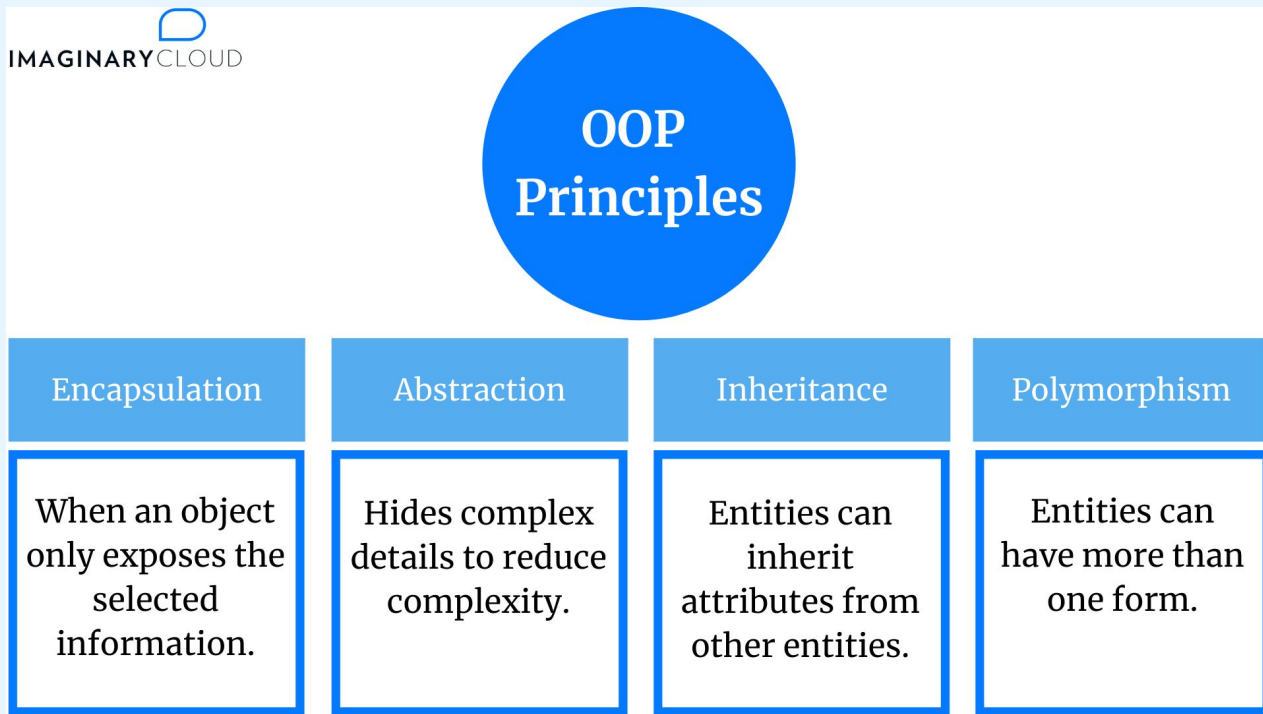 IMAGINARYCLOUD
OOP
Principles
Encapsulation
When an object
only exposes the
selected
information.
Abstraction
Hides complex
details to reduce
complexity.
Inheritance
Entities can
inherit
attributes from
other entities.
Polymorphism
Entities can
have more than
one form.